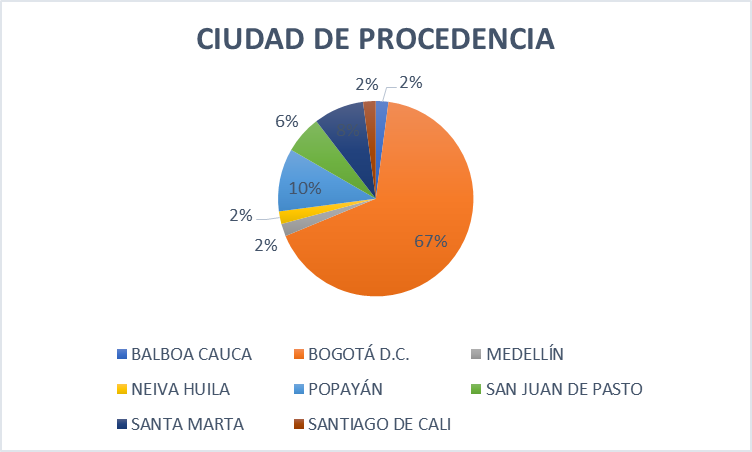 CIUDAD DE PROCEDENCIA
2% 2%
6%
8%
10%
2%
67%
2%
BALBOA CAUCA BOGOTÁ D.C. MEDELLÍN
NEIVA HUILA POPAYÁN SAN JUAN DE PASTO
SANTA MARTA SANTIAGO DE CALI